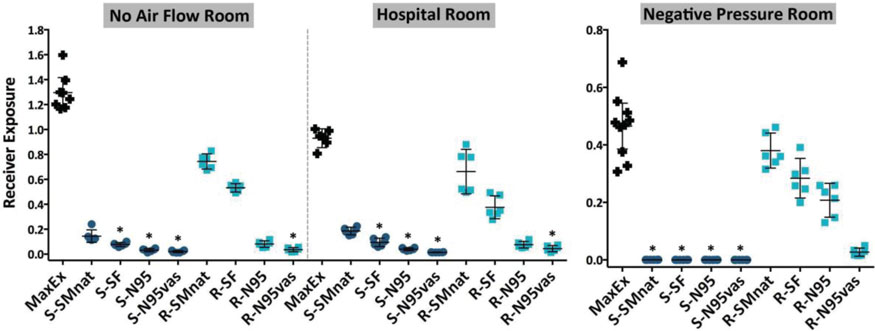 No Air Flow Room
Hospital Room
Negative Pressure Room
Receiver Exposure
1.8
1.6
1.4
1.2
1.0
0.8
0.6
0.4
0.2
0.0
0.8
0.6
0.4
0.2
0.0
* * * *
* * * *
* * * *
MaxEx S-SMnat S-SF S-N95 S-N95vas R-SMnat R-SF R-N95 R-N95vas
MaxEx S-SMnat S-SF S-N95 S-N95vas R-SMnat R-SF R-N95 R-N95vas
MaxEx S-SMnat S-SF S-N95 S-N95vas R-SMnat R-SF R-N95 R-N95vas